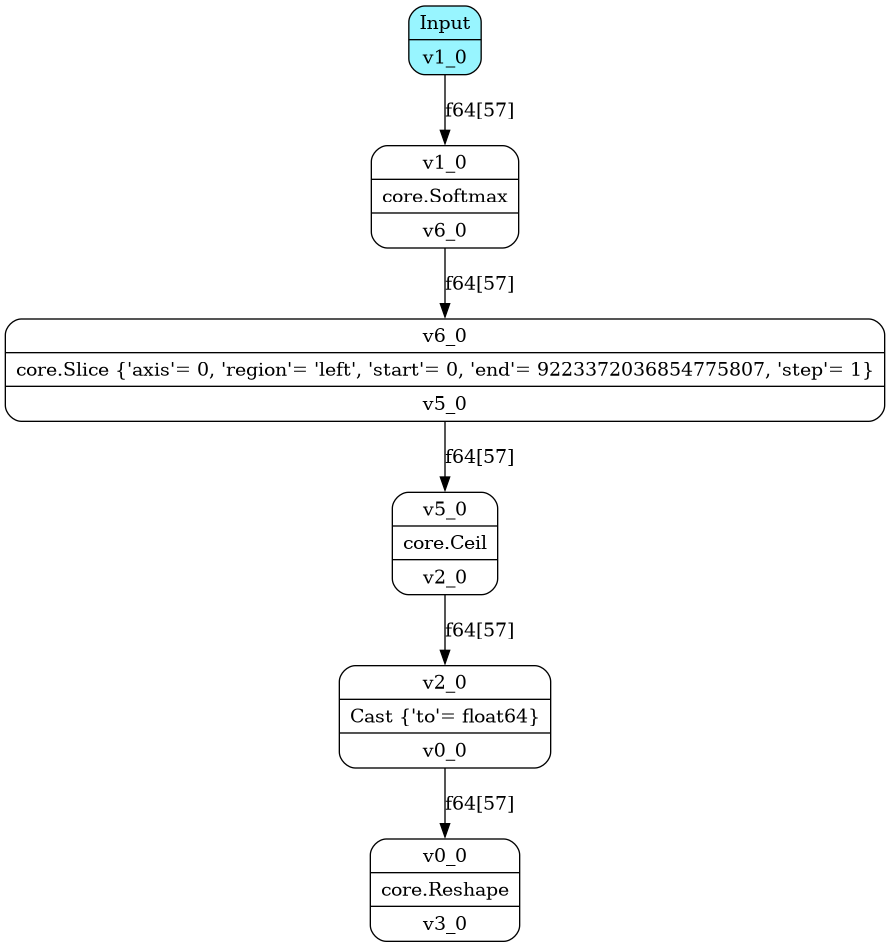 Input
v1_0
f64[57]
v1_0
core.Softmax
v6_0
f64[57]
v6_0
core.Slice {'axis'= 0, 'region'= 'left', 'start'= 0, 'end'= 9223372036854775807, 'step'= 1}
v5_0
f64[57]
v5_0
core.Ceil
v2_0
f64[57]
v2_0
Cast {'to'= float64}
v0_0
f64[57]
v0_0
core.Reshape
v3_0